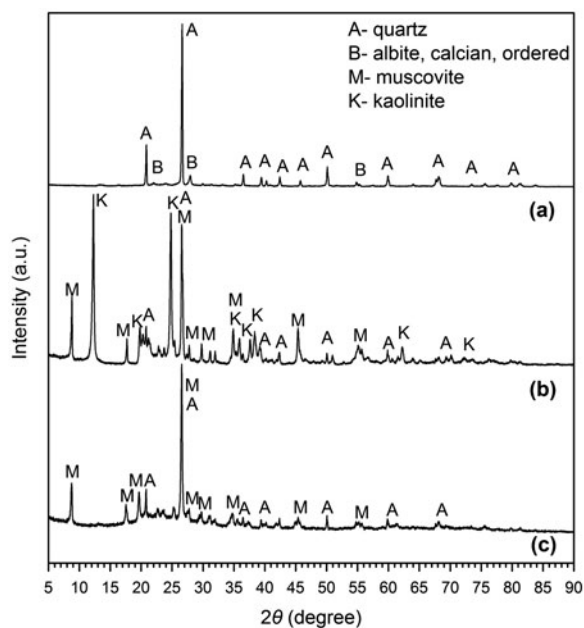 A- quartz
B- albite, calcian, ordered
M- muscovite
K- kaolinite
A
A
B
B
A
A
A
A
A
B
A
A
A
A
(a)
K
K
A
M
M
M
K
A
M
M
M
K
K
K
A
A
M
A
M
A
K
A
K
(b)
M
A
M
M
M
A
M
M
M
A
A
M
A
M
A
A
(c)
Intensity (a.u.)
5 10 15 20 25 30 35 40 45 50 55 60 65 70 75 80 85 90
2θ (degree)